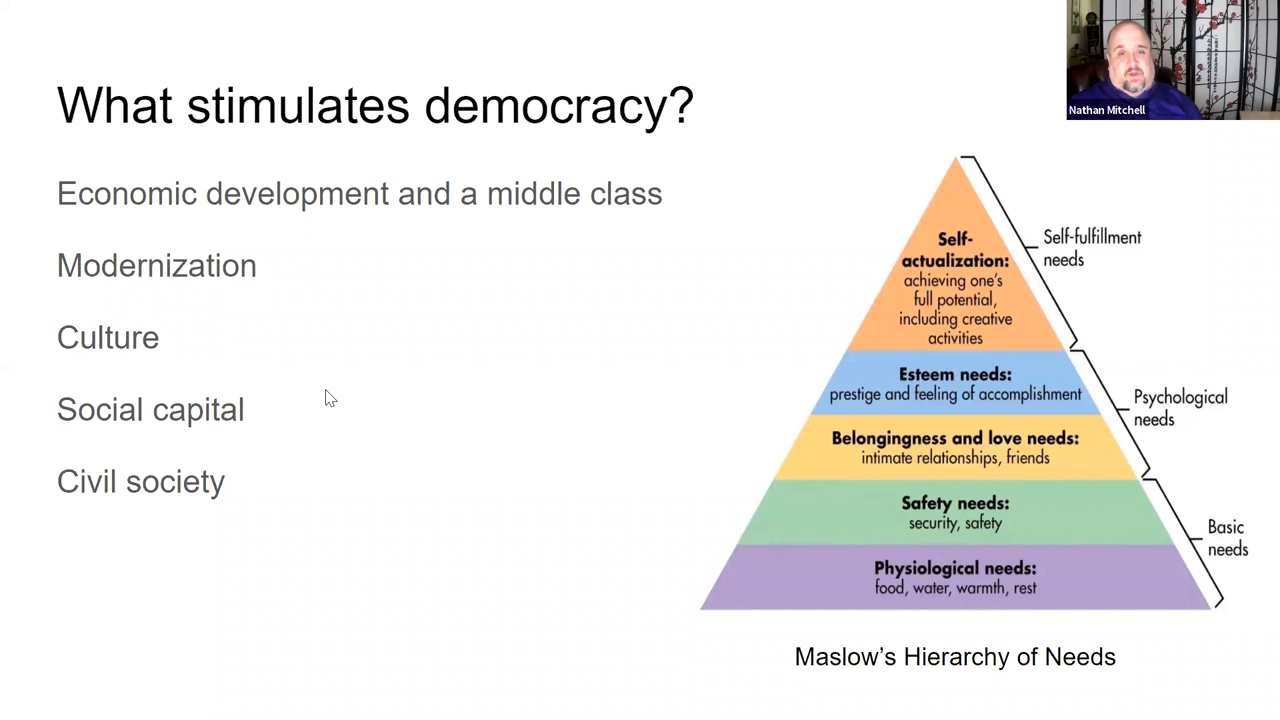 What stimulates democracy?
Nathan Mitchell
Economic development and a middle class
Modernization
Culture
Social capital
Civil society
Self-
actualization:
achieving one's
full potential,
including creative
activities
Self-fulfillment
needs
Esteem needs:
prestige and feeling of accomplishment
Belongingness and love needs:
intimate relationships, friends
Psychological
needs
Safety needs:
security, safety
Physiological needs:
food, water, warmth, rest
Basic
needs
Maslow’s Hierarchy of Needs